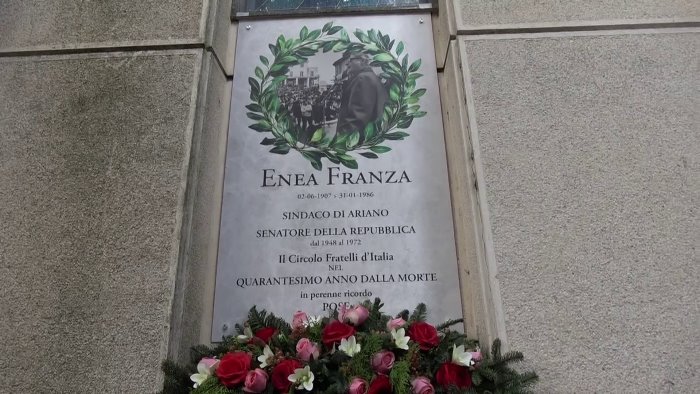 ENEA FRANZA
02-06-1907 31-01-1986
SINDACO DI ARIANO
SENATORE DELLA REPUBBLICA
dal 1948 al 1972
Il Circolo Fratelli d'Italia
NEL
QUARANTESIMO ANNO DALLA MORTE
in perenne ricordo
POSE